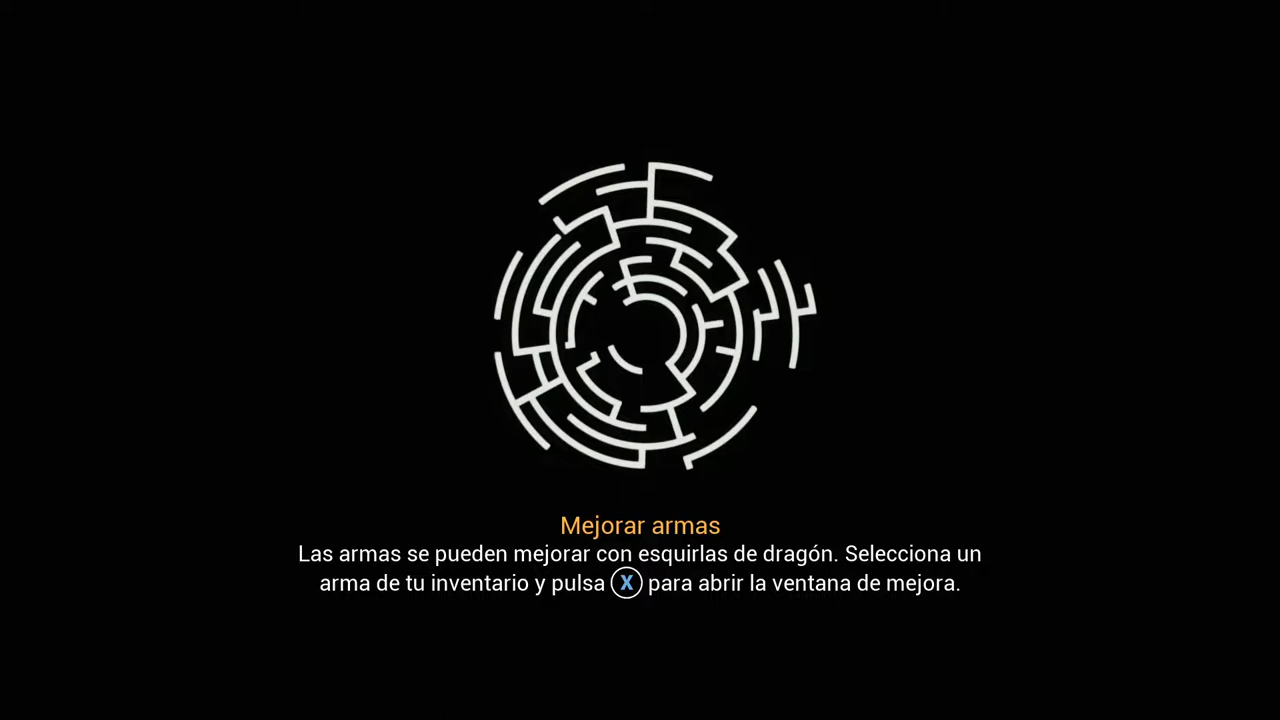 Mejorar armas
Las armas se pueden mejorar con esquirlas de dragón. Selecciona un
arma de tu inventario y pulsa X para abrir la ventana de mejora.